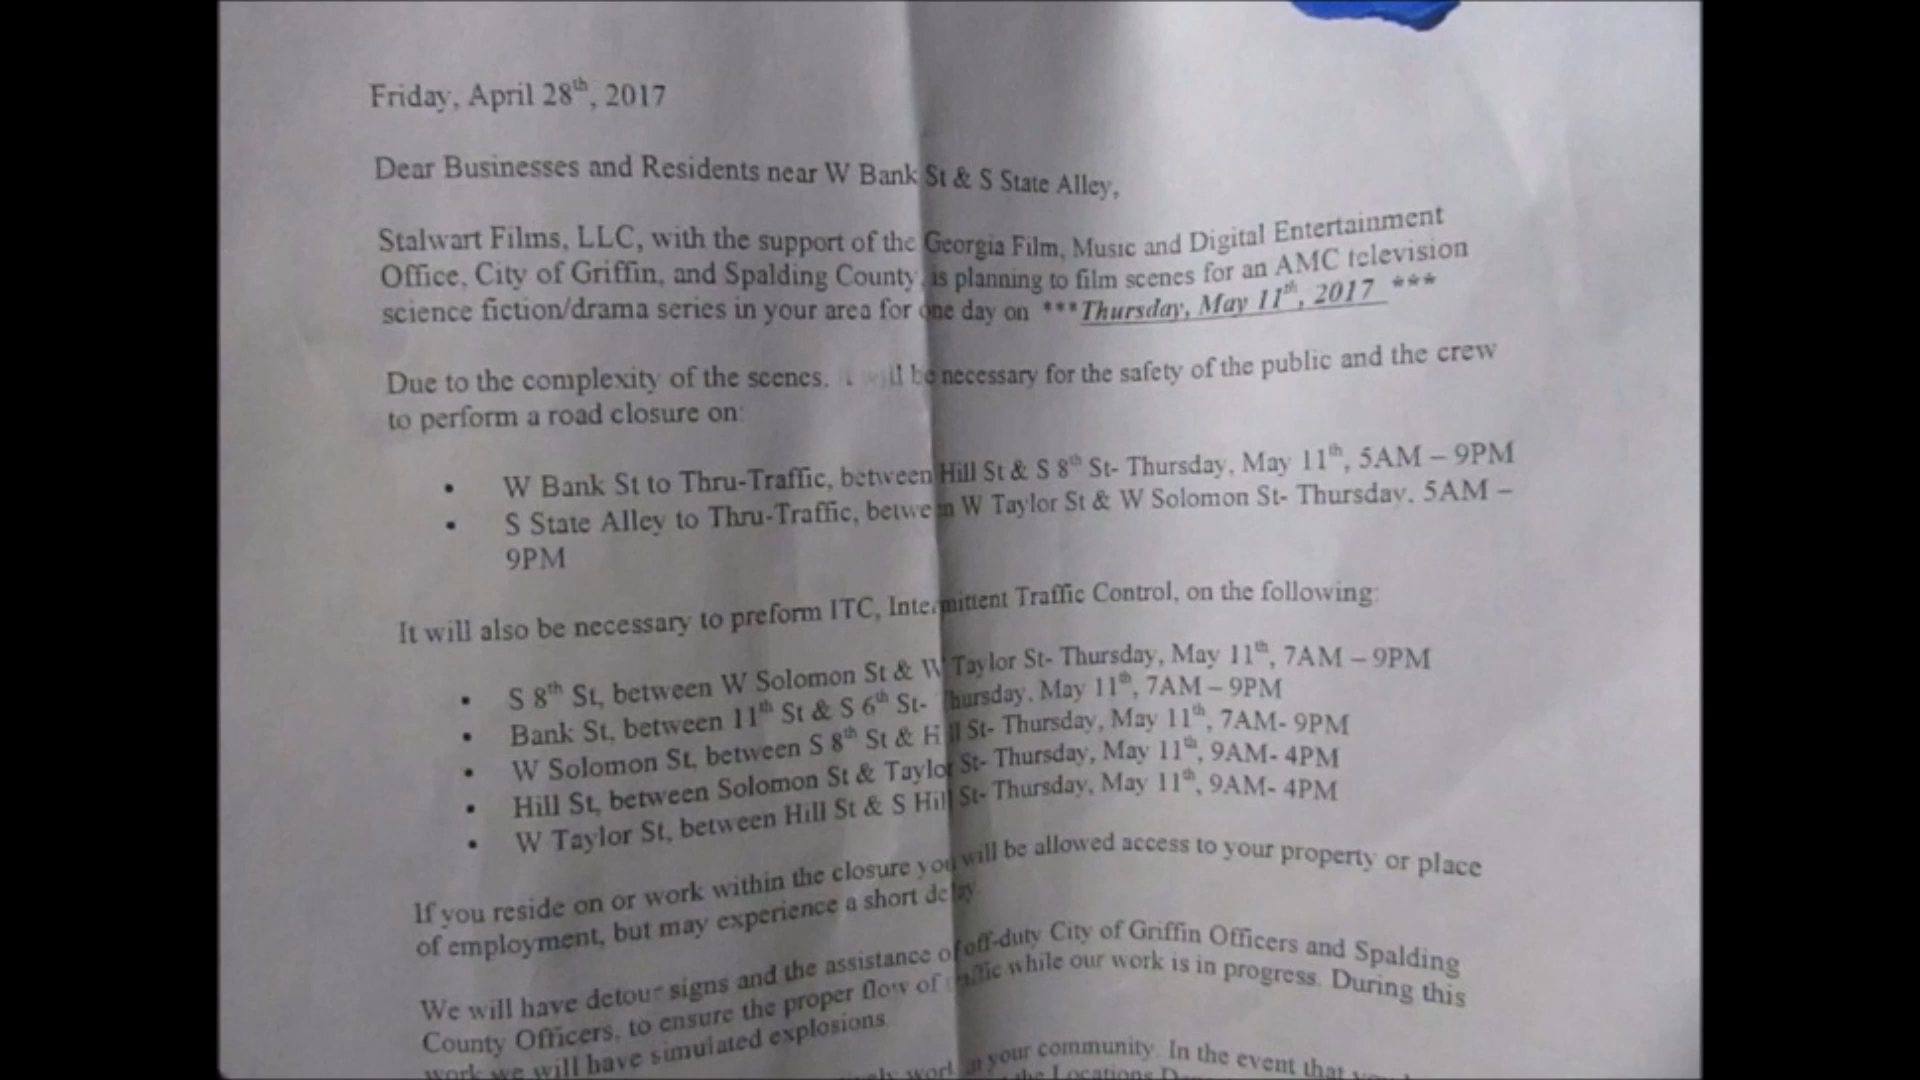 Friday, April 28th, 2017
Dear Businesses and Residents near W Bank St & S State Alley,
Stalwart Films, LLC, with the support of the Georgia Film, Music and Digital Entertainment
Office, City of Griffin, and Spalding County, is planning to film scenes for an AMC television
science fiction/drama series in your area for one day on ***Thursday, May 11th, 2017 ***
Due to the complexity of the scenes, it will be necessary for the safety of the public and the crew
to perform a road closure on:
• W Bank St to Thru-Traffic, between Hill St & S 8th St- Thursday, May 11th, 5AM – 9PM
• S State Alley to Thru-Traffic, between W Taylor St & W Solomon St- Thursday. 5AM –
9PM
It will also be necessary to preform ITC, Intermittent Traffic Control, on the following:
• S 8th St, between W Solomon St & W Taylor St- Thursday, May 11th, 7AM – 9PM
• Bank St, between 11th St & S 6th St- Thursday, May 11th, 7AM – 9PM
• W Solomon St, between S 8th St & Hill St- Thursday, May 11th, 7AM- 9PM
• Hill St, between Solomon St & Taylor St- Thursday, May 11th, 9AM- 4PM
• W Taylor St, between Hill St & S Hill St- Thursday, May 11th, 9AM- 4PM
If you reside on or work within the closure you will be allowed access to your property or place
of employment, but may experience a short delay.
We will have detour signs and the assistance of off-duty City of Griffin Officers and Spalding
County Officers, to ensure the proper flow of traffic while our work is in progress. During this
work we will have simulated explosions.
work in your community. In the event that
the Locations